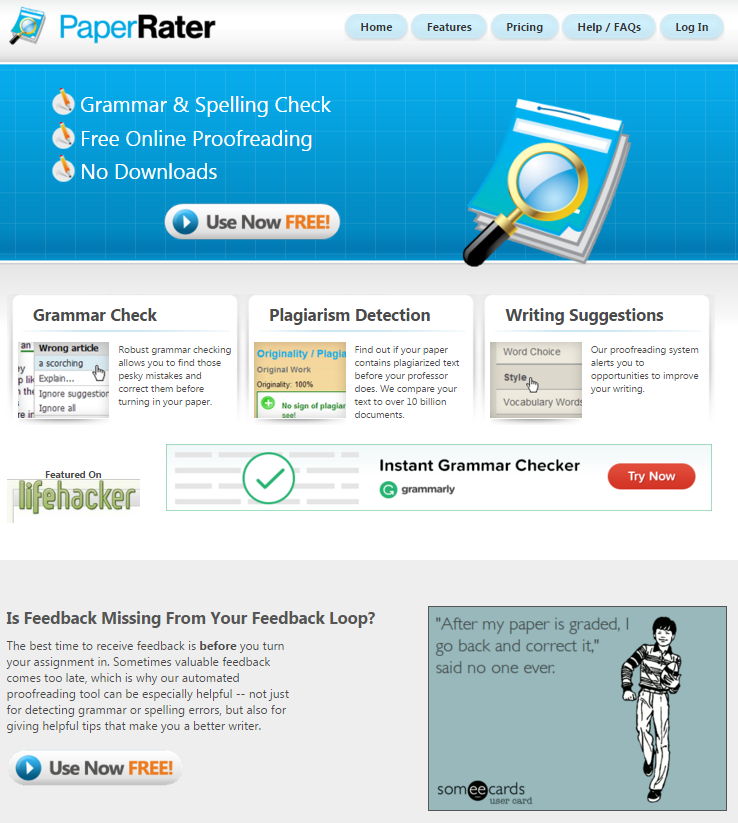 PaperRater
Home
Features
Pricing
Help / FAQs
Log In
Grammar & Spelling Check
Free Online Proofreading
No Downloads
Use Now FREE!
Grammar Check
an
Wrong article
a scorching
Explain...
Ignore suggestion
Ignore all
Robust grammar checking
allows you to find those
pesky mistakes and
correct them before
turning in your paper.
Plagiarism Detection
Originality / Plagia
Original Work
Originality: 100%
No sign of plagiar
see!
Find out if your paper
contains plagiarized text
before your professor
does. We compare your
text to over 10 billion
documents.
Writing Suggestions
Word Choice
Style
Vocabulary Words
Our proofreading system
alerts you to
opportunities to improve
your writing.
Featured On
lifehacker
Instant Grammar Checker
grammarly
Try Now
Is Feedback Missing From Your Feedback Loop?
The best time to receive feedback is before you turn
your assignment in. Sometimes valuable feedback
comes too late, which is why our automated
proofreading tool can be especially helpful -- not just
for detecting grammar or spelling errors, but also for
giving helpful tips that make you a better writer.
Use Now FREE!
"After my paper is graded, I
go back and correct it,"
said no one ever.
someecards
user card